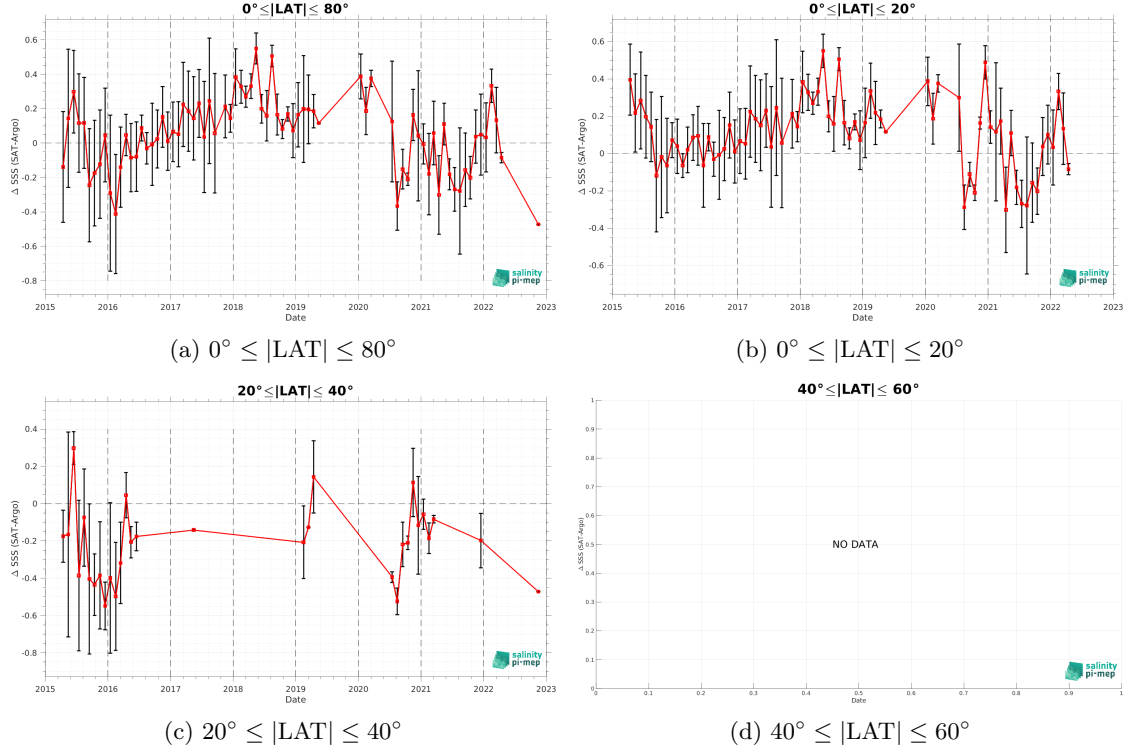 0°≤|LAT|≤ 80°
Δ SSS (SAT-Argo)
0.6
0.4
0.2
0
-0.2
-0.4
-0.6
-0.8
2015 2016 2017 2018 2019 2020 2021 2022 2023
Date
salinity
pi-mep
(a) 0° ≤ |LAT| ≤ 80°
0°≤|LAT|≤ 20°
Δ SSS (SAT-Argo)
0.6
0.4
0.2
0
-0.2
-0.4
-0.6
2015 2016 2017 2018 2019 2020 2021 2022 2023
Date
salinity
pi-mep
(b) 0° ≤ |LAT| ≤ 20°
20°≤|LAT|≤ 40°
Δ SSS (SAT-Argo)
0.4
0.2
0
-0.2
-0.4
-0.6
-0.8
2015 2016 2017 2018 2019 2020 2021 2022 2023
Date
salinity
pi-mep
(c) 20° ≤ |LAT| ≤ 40°
40°≤|LAT|≤ 60°
Δ SSS (SAT-Argo)
1
0.9
0.8
0.7
0.6
0.5
0.4
0.3
0.2
0.1
0
NO DATA
0 0.1 0.2 0.3 0.4 0.5 0.6 0.7 0.8 0.9 1
Date
salinity
pi-mep
(d) 40° ≤ |LAT| ≤ 60°